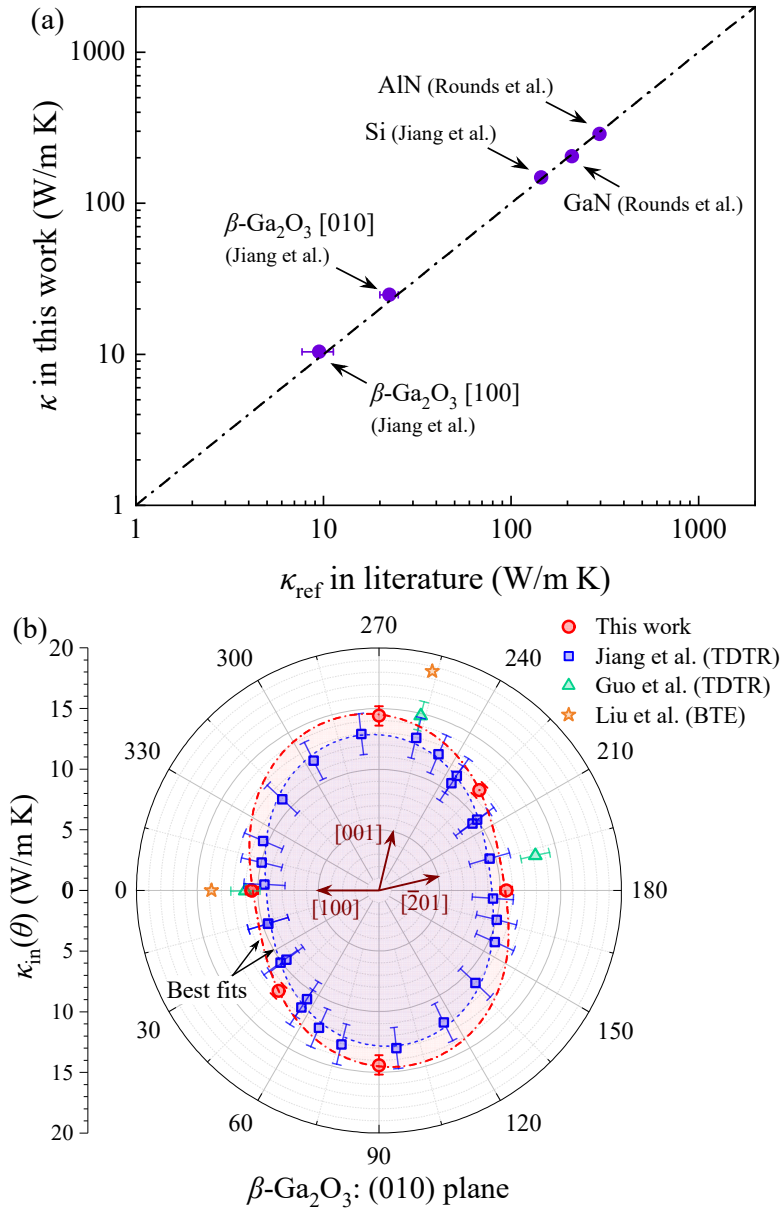 (a)
1000
100
10
1
κ in this work (W/m K)
AlN (Rounds et al.)
Si (Jiang et al.)
GaN (Rounds et al.)
β-Ga₂O₃ [010]
(Jiang et al.)
β-Ga₂O₃ [100]
(Jiang et al.)
1 10 100 1000
κ_ref in literature (W/m K)
(b)
20
15
10
5
0
5
10
15
20
κ_in(θ) (W/m K)
This work
Jiang et al. (TDTR)
Guo et al. (TDTR)
Liu et al. (BTE)
270
300 240
330 210
0 180
30 150
60 120
90
[001]
[100] [2̅01]
Best fits
β-Ga₂O₃: (010) plane